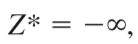 Z* = −∞,